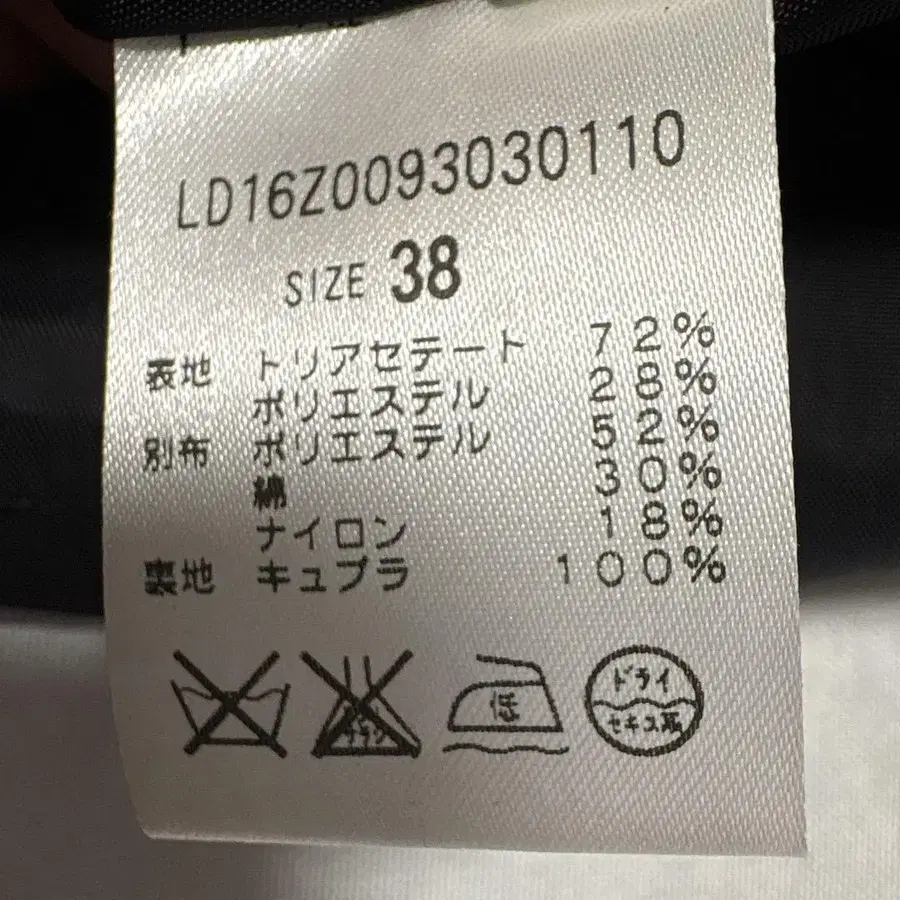 LD16Z0093030110
SIZE 38
表地 トリアセテート 72%
ポリエステル 28%
別布 ポリエステル 52%
綿 30%
ナイロン 18%
裏地 キュプラ 100%
低
ドライ
セキユ系